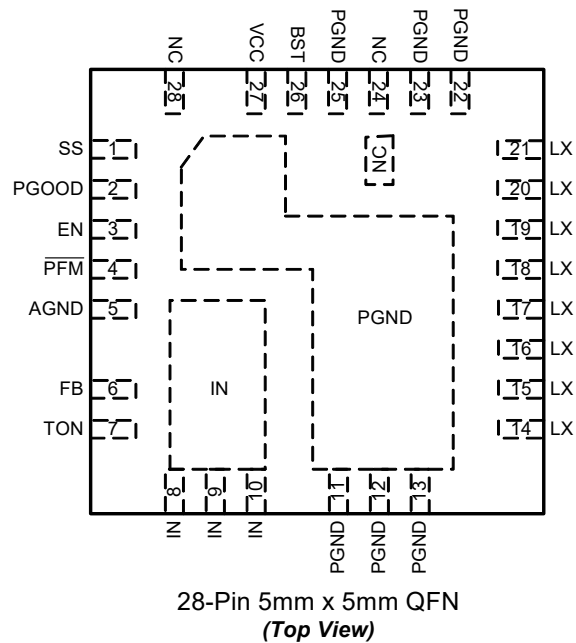 NC
VCC
BST
PGND
NC
PGND
PGND
28
27
26
25
24
23
22
SS 1
PGOOD 2
EN 3
PFM 4
AGND 5
FB 6
TON 7
NC
PGND
IN
21 LX
20 LX
19 LX
18 LX
17 LX
16 LX
15 LX
14 LX
8
9
10
11
12
13
IN
IN
IN
PGND
PGND
PGND
28-Pin 5mm x 5mm QFN
(Top View)